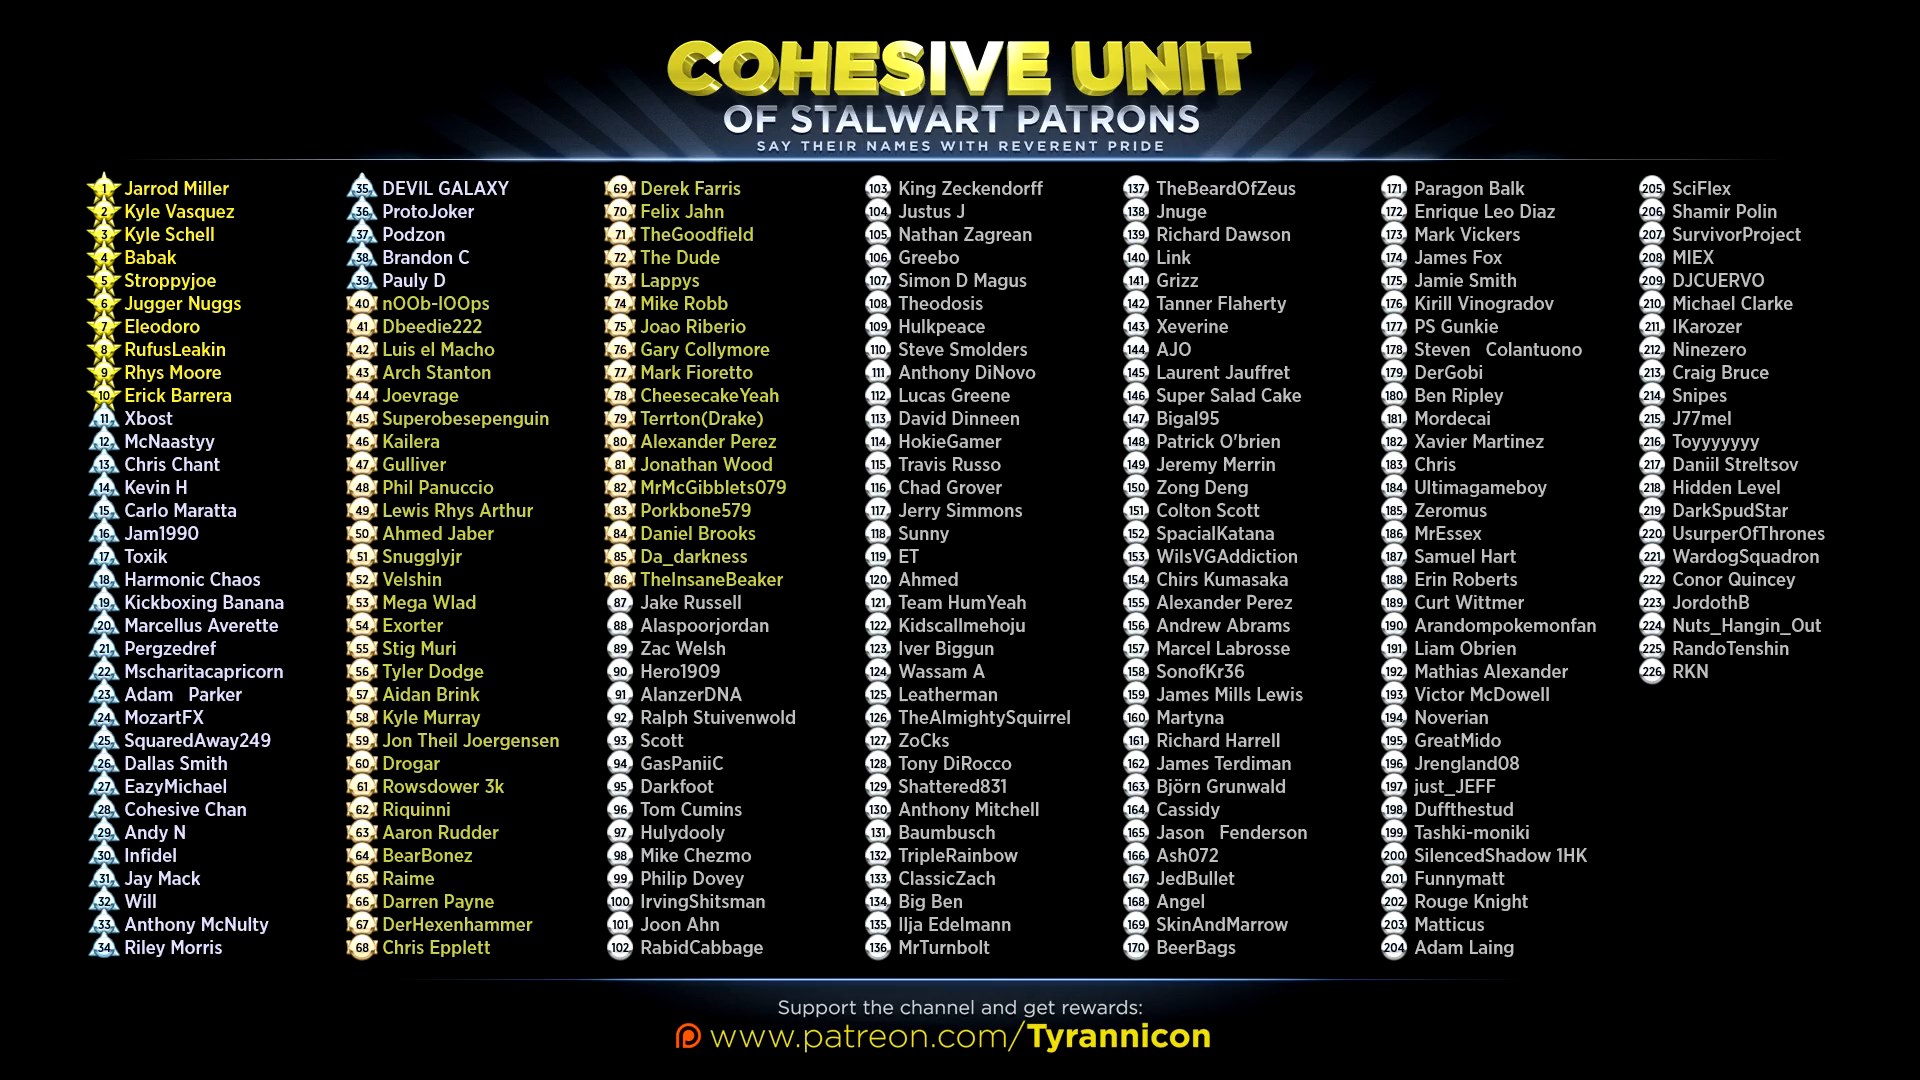 COHESIVE UNIT
OF STALWART PATRONS
SAY THEIR NAMES WITH REVERENT PRIDE
1 Jarrod Miller
2 Kyle Vasquez
3 Kyle Schell
4 Babak
5 Stroppyjoe
6 Jugger Nuggs
7 Eleodoro
8 RufusLeakin
9 Rhys Moore
10 Erick Barrera
11 Xbost
12 McNaastyy
13 Chris Chant
14 Kevin H
15 Carlo Maratta
16 Jam1990
17 Toxik
18 Harmonic Chaos
19 Kickboxing Banana
20 Marcellus Averette
21 Pergzedref
22 Mscharitacapricorn
23 Adam Parker
24 MozartFX
25 SquaredAway249
26 Dallas Smith
27 EazyMichael
28 Cohesive Chan
29 Andy N
30 Infidel
31 Jay Mack
32 Will
33 Anthony McNulty
34 Riley Morris
35 DEVIL GALAXY
36 ProtoJoker
37 Podzon
38 Brandon C
39 Pauly D
40 nOOb-lOOps
41 Dbeedie222
42 Luis el Macho
43 Arch Stanton
44 Joevrage
45 Superobesepenguin
46 Kailera
47 Gulliver
48 Phil Panuccio
49 Lewis Rhys Arthur
50 Ahmed Jaber
51 Snugglyjr
52 Velshin
53 Mega Wlad
54 Exorter
55 Stig Muri
56 Tyler Dodge
57 Aidan Brink
58 Kyle Murray
59 Jon Theil Joergensen
60 Drogar
61 Rowsdower 3k
62 Riquinni
63 Aaron Rudder
64 BearBonez
65 Raime
66 Darren Payne
67 DerHexenhammer
68 Chris Epplett
69 Derek Farris
70 Felix Jahn
71 TheGoodfield
72 The Dude
73 Lappys
74 Mike Robb
75 Joao Riberio
76 Gary Collymore
77 Mark Fioretto
78 CheesecakeYeah
79 Terrton(Drake)
80 Alexander Perez
81 Jonathan Wood
82 MrMcGibblets079
83 Porkbone579
84 Daniel Brooks
85 Da_darkness
86 TheInsaneBeaker
87 Jake Russell
88 Alaspoorjordan
89 Zac Welsh
90 Hero1909
91 AlanzerDNA
92 Ralph Stuivenwold
93 Scott
94 GasPaniiC
95 Darkfoot
96 Tom Cumins
97 Hulydooly
98 Mike Chezmo
99 Philip Dovey
100 IrvingShitsman
101 Joon Ahn
102 RabidCabbage
103 King Zeckendorff
104 Justus J
105 Nathan Zagrean
106 Greebo
107 Simon D Magus
108 Theodosis
109 Hulkpeace
110 Steve Smolders
111 Anthony DiNovo
112 Lucas Greene
113 David Dinneen
114 HokieGamer
115 Travis Russo
116 Chad Grover
117 Jerry Simmons
118 Sunny
119 ET
120 Ahmed
121 Team HumYeah
122 Kidscallmehoju
123 Iver Biggun
124 Wassam A
125 Leatherman
126 TheAlmightySquirrel
127 ZoCks
128 Tony DiRocco
129 Shattered831
130 Anthony Mitchell
131 Baumbusch
132 TripleRainbow
133 ClassicZach
134 Big Ben
135 Ilja Edelmann
136 MrTurnbolt
137 TheBeardOfZeus
138 Jnuge
139 Richard Dawson
140 Link
141 Grizz
142 Tanner Flaherty
143 Xeverine
144 AJO
145 Laurent Jauffret
146 Super Salad Cake
147 Bigal95
148 Patrick O'brien
149 Jeremy Merrin
150 Zong Deng
151 Colton Scott
152 SpacialKatana
153 WilsVGAddiction
154 Chirs Kumasaka
155 Alexander Perez
156 Andrew Abrams
157 Marcel Labrosse
158 SonofKr36
159 James Mills Lewis
160 Martyna
161 Richard Harrell
162 James Terdiman
163 Björn Grunwald
164 Cassidy
165 Jason Fenderson
166 Ash072
167 JedBullet
168 Angel
169 SkinAndMarrow
170 BeerBags
171 Paragon Balk
172 Enrique Leo Diaz
173 Mark Vickers
174 James Fox
175 Jamie Smith
176 Kirill Vinogradov
177 PS Gunkie
178 Steven Colantuono
179 DerGobi
180 Ben Ripley
181 Mordecai
182 Xavier Martinez
183 Chris
184 Ultimagameboy
185 Zeromus
186 MrEssex
187 Samuel Hart
188 Erin Roberts
189 Curt Wittmer
190 Arandompokemonfan
191 Liam Obrien
192 Mathias Alexander
193 Victor McDowell
194 Noverian
195 GreatMido
196 Jrengland08
197 just_JEFF
198 Duffthestud
199 Tashki-moniki
200 SilencedShadow 1HK
201 Funnymatt
202 Rouge Knight
203 Matticus
204 Adam Laing
205 SciFlex
206 Shamir Polin
207 SurvivorProject
208 MIEX
209 DJCUERVO
210 Michael Clarke
211 IKarozer
212 Ninezero
213 Craig Bruce
214 Snipes
215 J77mel
216 Toyyyyyyy
217 Daniil Streltsov
218 Hidden Level
219 DarkSpudStar
220 UsurperOfThrones
221 WardogSquadron
222 Conor Quincey
223 JordothB
224 Nuts_Hangin_Out
225 RandoTenshin
226 RKN
Support the channel and get rewards:
www.patreon.com/Tyrannicon